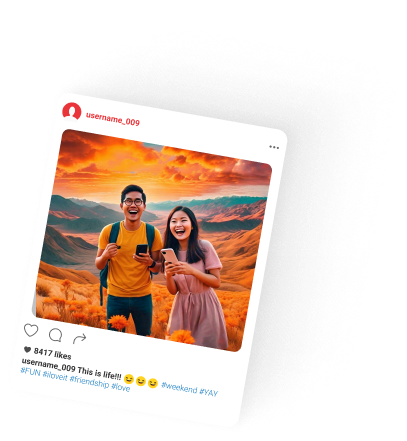 username_009
8417 likes
username_009 This is life!!! 😉😉😉 #weekend #YAY
#FUN #iloveit #friendship #love